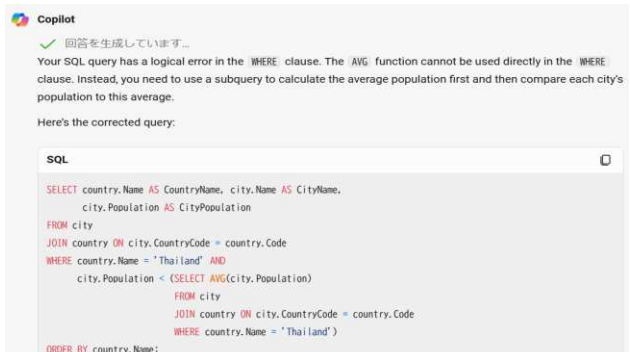 Copilot
回答を生成しています...
Your SQL query has a logical error in the WHERE clause. The AVG function cannot be used directly in the WHERE
clause. Instead, you need to use a subquery to calculate the average population first and then compare each city's
population to this average.
Here's the corrected query:
SQL
SELECT country.Name AS CountryName, city.Name AS CityName,
city.Population AS CityPopulation
FROM city
JOIN country ON city.CountryCode = country.Code
WHERE country.Name = 'Thailand' AND
city.Population < (SELECT AVG(city.Population)
FROM city
JOIN country ON city.CountryCode = country.Code
WHERE country.Name = 'Thailand')
ORDER BY country.Name;